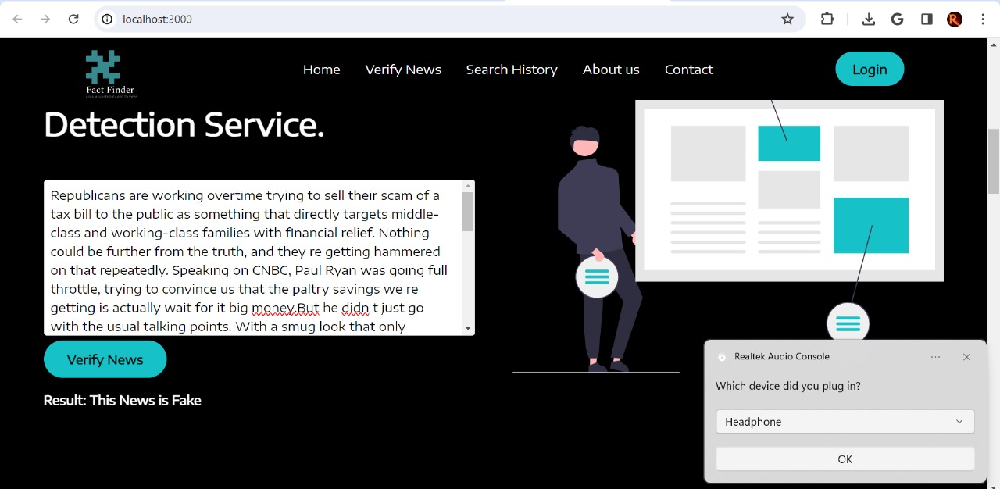 localhost:3000
Fact Finder
Home
Verify News
Search History
About us
Contact
Login
Detection Service.
Republicans are working overtime trying to sell their scam of a
tax bill to the public as something that directly targets middle-
class and working-class families with financial relief. Nothing
could be further from the truth, and they re getting hammered
on that repeatedly. Speaking on CNBC, Paul Ryan was going full
throttle, trying to convince us that the paltry savings we re
getting is actually wait for it big money.But he didn t just go
with the usual talking points. With a smug look that only
Verify News
Result: This News is Fake
Realtek Audio Console
Which device did you plug in?
Headphone
OK